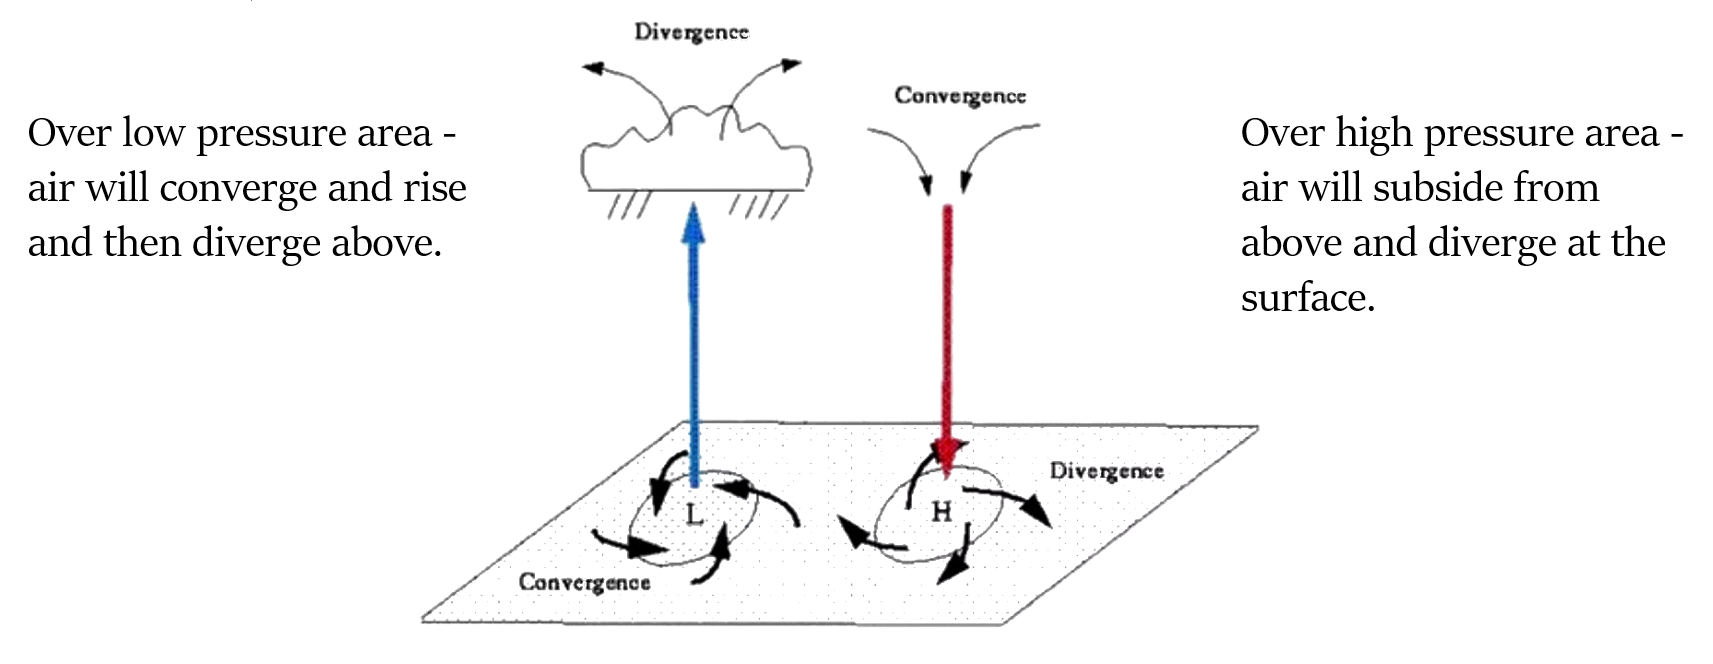 Divergence
Convergence
Over low pressure area -
air will converge and rise
and then diverge above.
Over high pressure area -
air will subside from
above and diverge at the
surface.
Divergence
L
H
Convergence